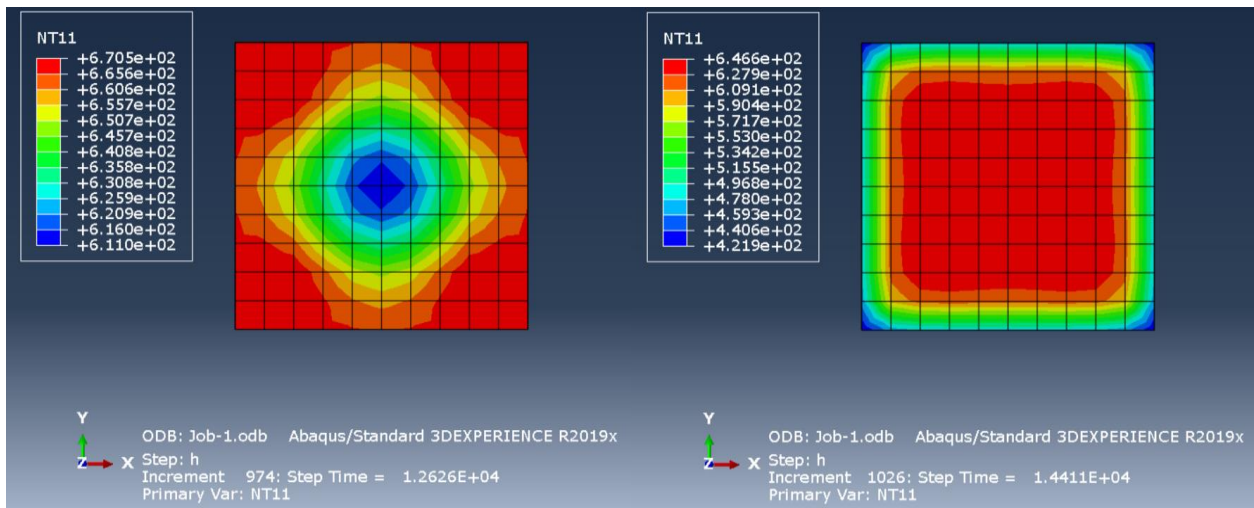 NT11
+6.705e+02
+6.656e+02
+6.606e+02
+6.557e+02
+6.507e+02
+6.457e+02
+6.408e+02
+6.358e+02
+6.308e+02
+6.259e+02
+6.209e+02
+6.160e+02
+6.110e+02
Y
Z X
ODB: Job-1.odb Abaqus/Standard 3DEXPERIENCE R2019x
Step: h
Increment 974: Step Time = 1.2626E+04
Primary Var: NT11
NT11
+6.466e+02
+6.279e+02
+6.091e+02
+5.904e+02
+5.717e+02
+5.530e+02
+5.342e+02
+5.155e+02
+4.968e+02
+4.780e+02
+4.593e+02
+4.406e+02
+4.219e+02
Y
Z X
ODB: Job-1.odb Abaqus/Standard 3DEXPERIENCE R2019x
Step: h
Increment 1026: Step Time = 1.4411E+04
Primary Var: NT11